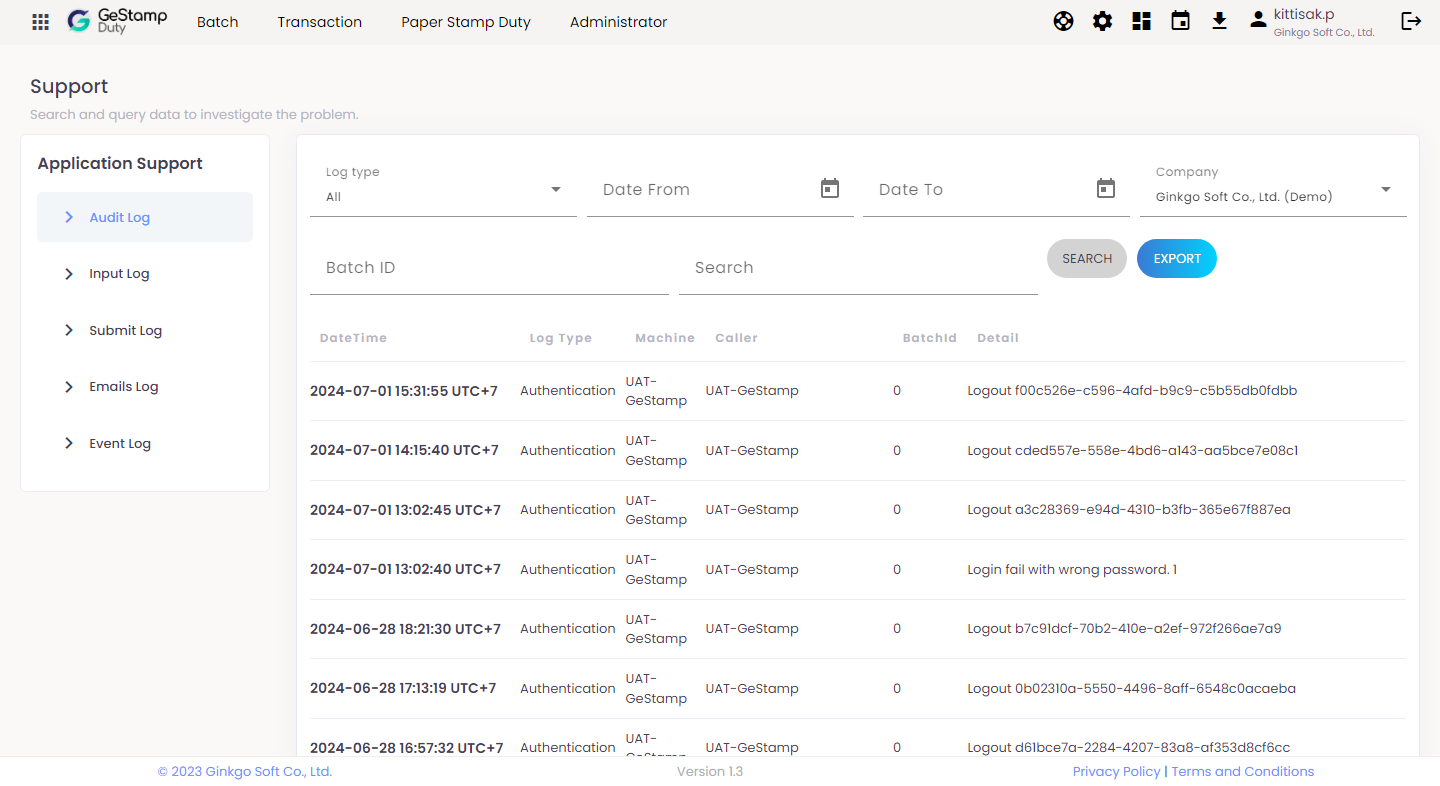 GeStamp
Duty
Batch
Transaction
Paper Stamp Duty
Administrator
kittisak.p
Ginkgo Soft Co., Ltd.
Support
Search and query data to investigate the problem.
Application Support
Audit Log
Input Log
Submit Log
Emails Log
Event Log
Log type
All
Date From
Date To
Company
Ginkgo Soft Co., Ltd. (Demo)
Batch ID
Search
SEARCH
EXPORT
DateTime Log Type Machine Caller BatchId Detail
2024-07-01 15:31:55 UTC+7 Authentication UAT-GeStamp UAT-GeStamp 0 Logout f00c526e-c596-4afd-b9c9-c5b55db0fdbb
2024-07-01 14:15:40 UTC+7 Authentication UAT-GeStamp UAT-GeStamp 0 Logout cded557e-558e-4bd6-a143-aa5bce7e08c1
2024-07-01 13:02:45 UTC+7 Authentication UAT-GeStamp UAT-GeStamp 0 Logout a3c28369-e94d-4310-b3fb-365e67f887ea
2024-07-01 13:02:40 UTC+7 Authentication UAT-GeStamp UAT-GeStamp 0 Login fail with wrong password. 1
2024-06-28 18:21:30 UTC+7 Authentication UAT-GeStamp UAT-GeStamp 0 Logout b7c91dcf-70b2-410e-a2ef-972f266ae7a9
2024-06-28 17:13:19 UTC+7 Authentication UAT-GeStamp UAT-GeStamp 0 Logout 0b02310a-5550-4496-8aff-6548c0acaeba
2024-06-28 16:57:32 UTC+7 Authentication UAT-GeStamp UAT-GeStamp 0 Logout d61bce7a-2284-4207-83a8-af353d8cf6cc
© 2023 Ginkgo Soft Co., Ltd.
Version 1.3
Privacy Policy | Terms and Conditions